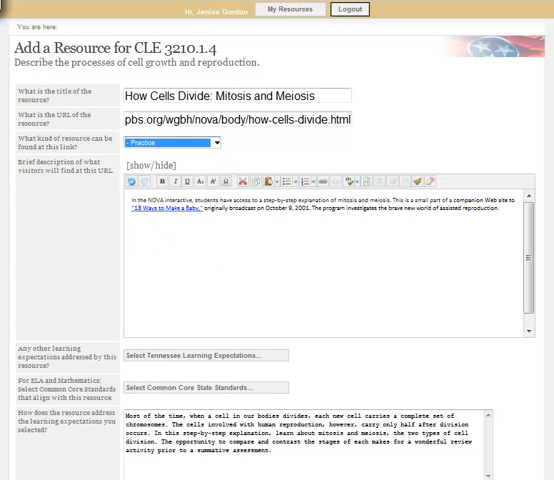 Hi, Jenise Gordon
My Resources
Logout
You are here:
Add a Resource for CLE 3210.1.4
Describe the processes of cell growth and reproduction.
What is the title of the resource?
How Cells Divide: Mitosis and Meiosis
What is the URL of the resource?
pbs.org/wgbh/nova/body/how-cells-divide.html
What kind of resource can be found at this link?
- Practice
Brief description of what visitors will find at this URL
[show/hide]
In the NOVA interactive, students have access to a step-by-step explanation of mitosis and meiosis. This is a small part of a companion Web site to
"18 Ways to Make a Baby," originally broadcast on October 9, 2001. The program investigates the brave new world of assisted reproduction.
Any other learning expectations addressed by this resource?
Select Tennessee Learning Expectations...
For ELA and Mathematics: Select Common Core Standards that align with this resource
Select Common Core State Standards...
How does the resource address the learning expectations you selected?
Most of the time, when a cell in our bodies divides, each new cell carries a complete set of
chromosomes. The cells involved with human reproduction, however, carry only half after division
occurs. In this step-by-step explanation, learn about mitosis and meiosis, the two types of cell
division. The opportunity to compare and contrast the stages of each makes for a wonderful review
activity prior to a summative assessment.